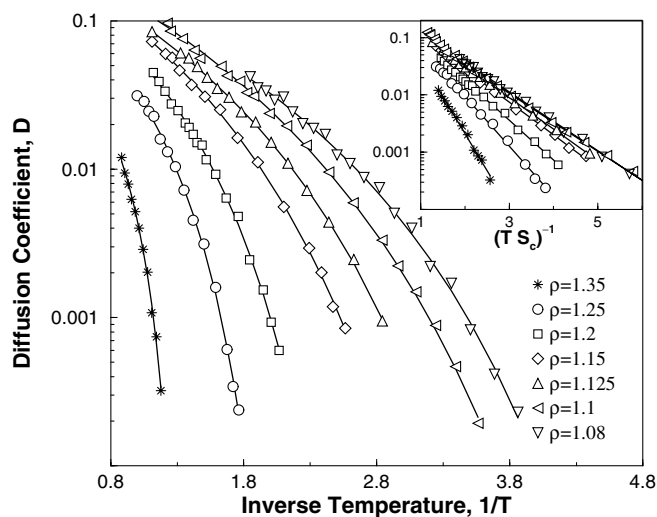 0.1
0.01
0.001
Diffusion Coefficient, D
0.8 1.8 2.8 3.8 4.8
Inverse Temperature, 1/T
0.1
0.01
0.001
1 3 5
(T S_c)^{-1}
ρ=1.35
ρ=1.25
ρ=1.2
ρ=1.15
ρ=1.125
ρ=1.1
ρ=1.08